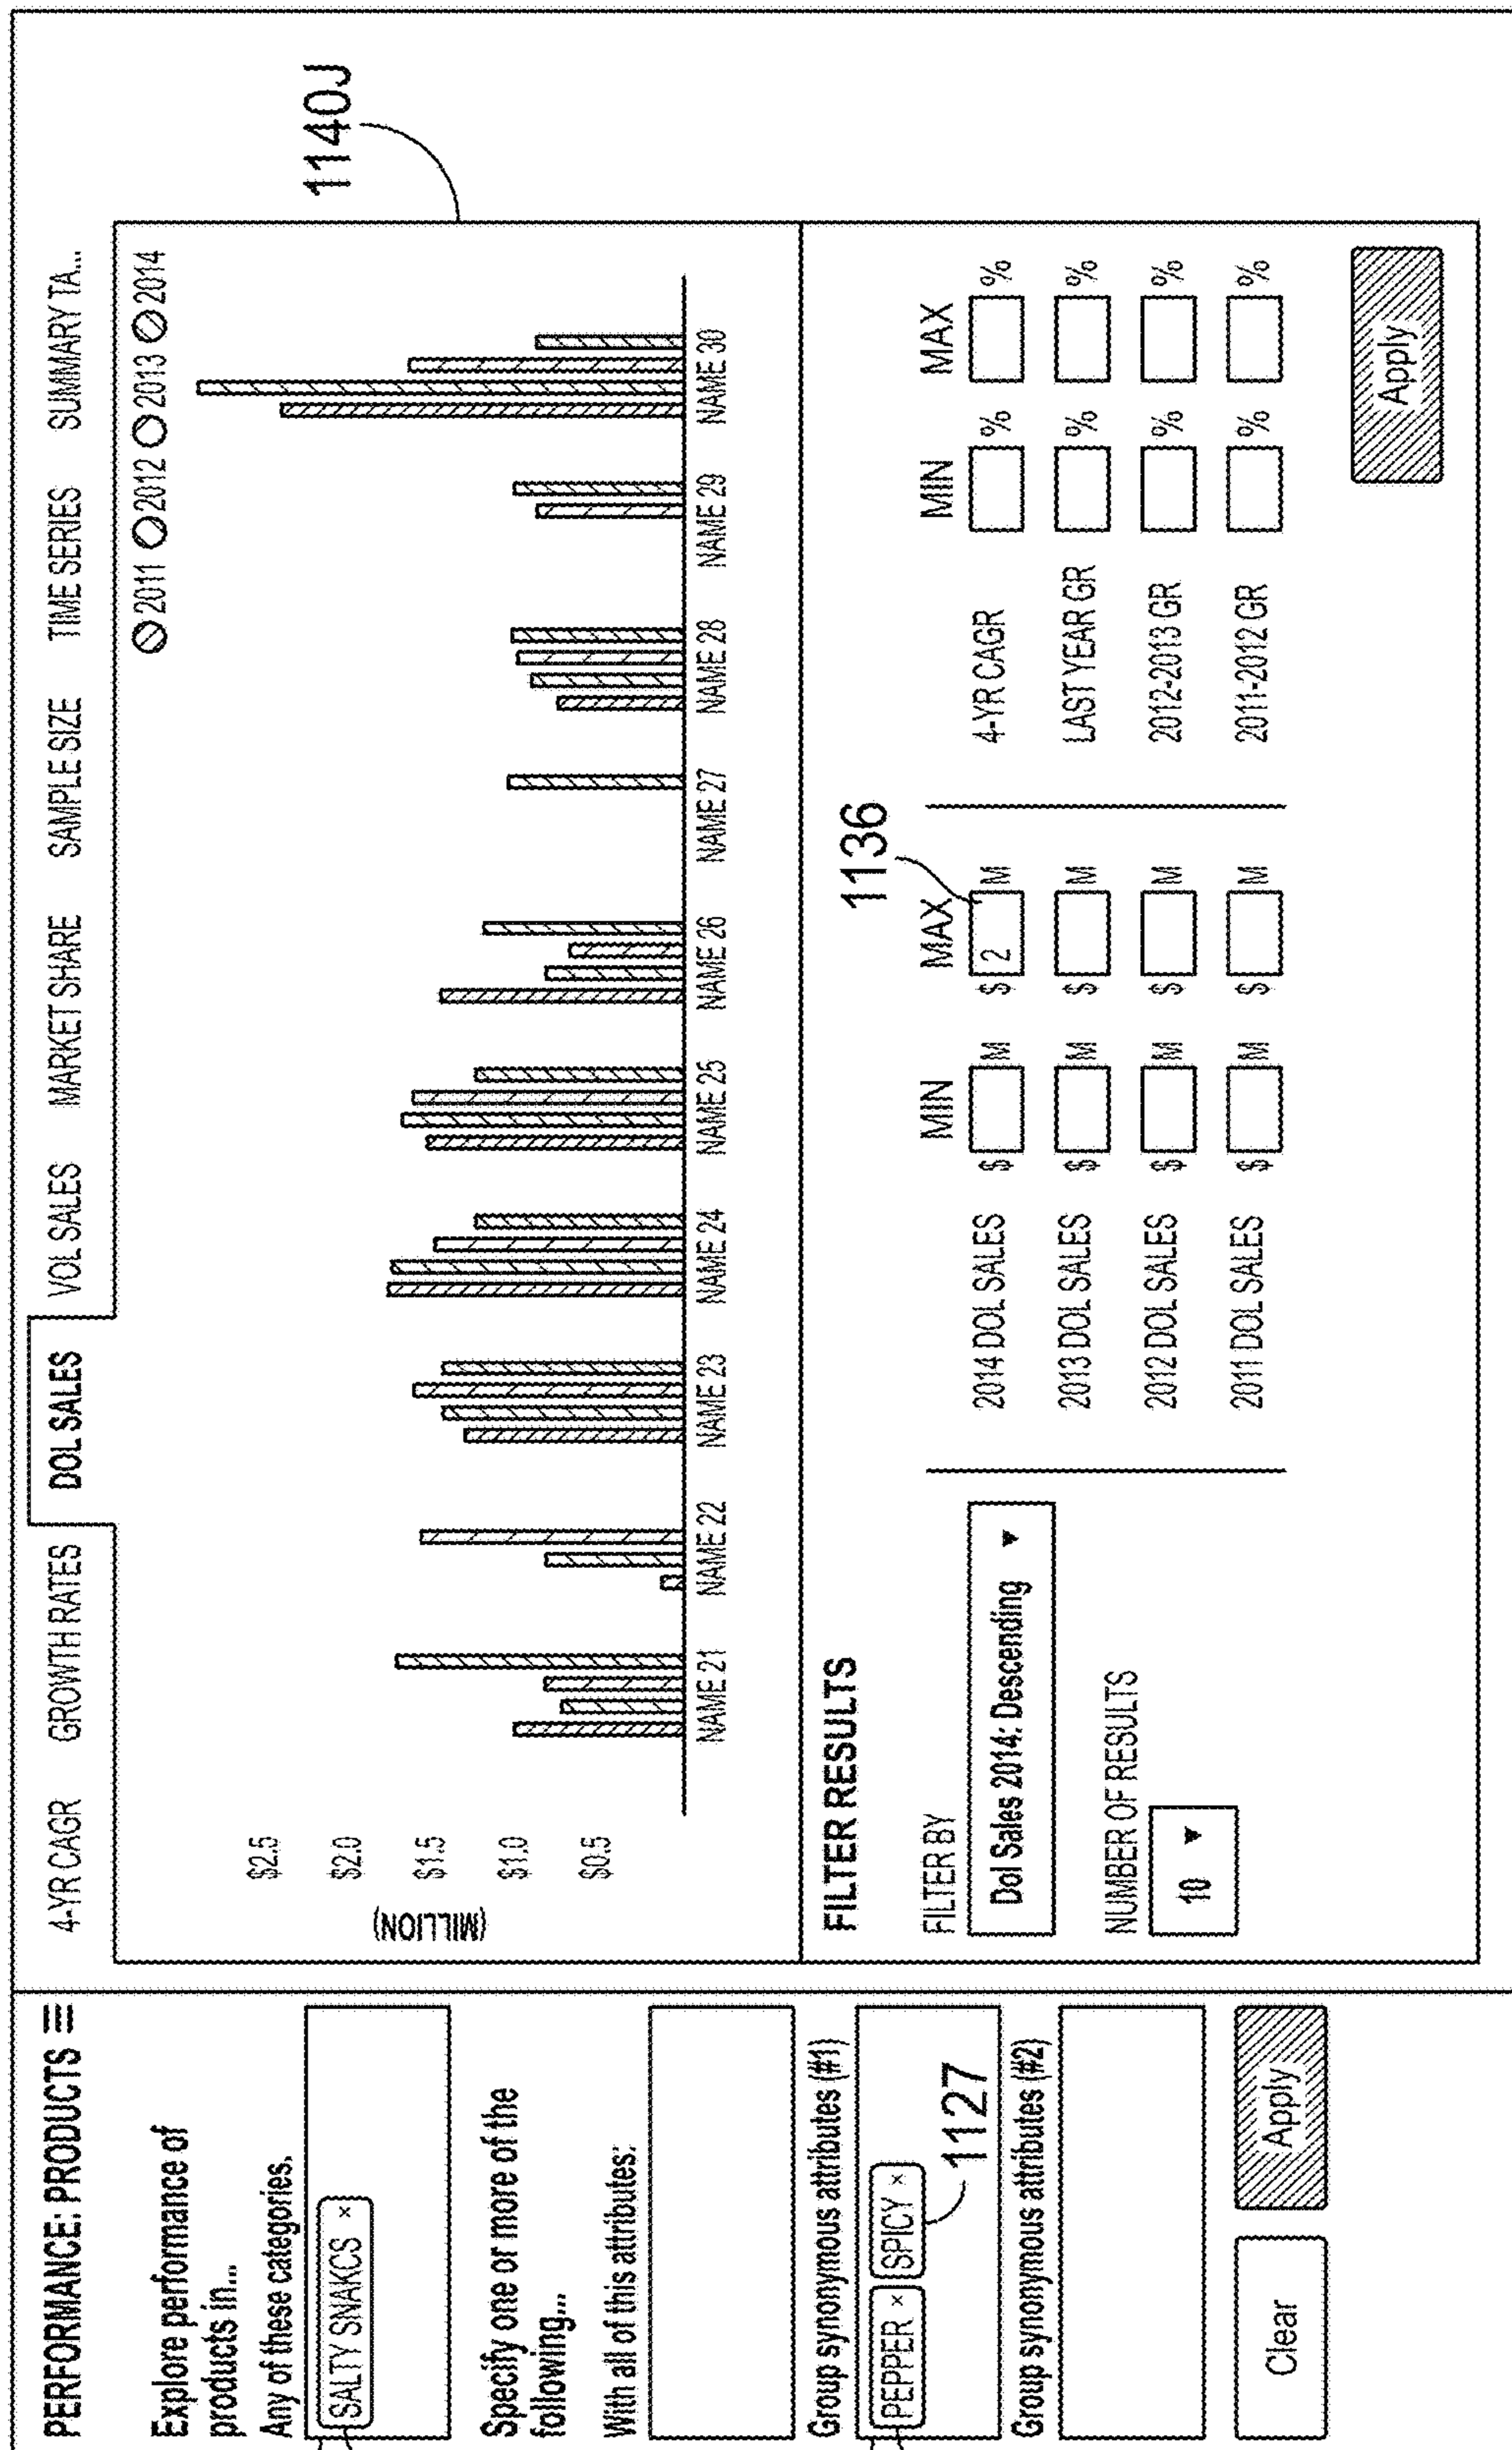 PERFORMANCE: PRODUCTS
Explore performance of
products in...
Any of these categories.
SALTY SNAKCS ×
Specify one or more of the
following...
With all of this attributes:
Group synonymous attributes (#1)
PEPPER × SPICY ×
1127
Group synonymous attributes (#2)
Clear Apply
4-YR CAGR GROWTH RATES DOL SALES VOL SALES MARKET SHARE SAMPLE SIZE TIME SERIES SUMMARY TA...
2011 2012 2013 2014
1140J
(MILLION)
$2.5
$2.0
$1.5
$1.0
$0.5
NAME 21 NAME 22 NAME 23 NAME 24 NAME 25 NAME 26 NAME 27 NAME 28 NAME 29 NAME 30
FILTER RESULTS
1136
FILTER BY
Dol Sales 2014: Descending ▼
NUMBER OF RESULTS
10 ▼
MIN MAX
2014 DOL SALES $ M $ 2 M
2013 DOL SALES $ M $ M
2012 DOL SALES $ M $ M
2011 DOL SALES $ M $ M
MIN MAX
4-YR CAGR % %
LAST YEAR GR % %
2012-2013 GR % %
2011-2012 GR % %
Apply